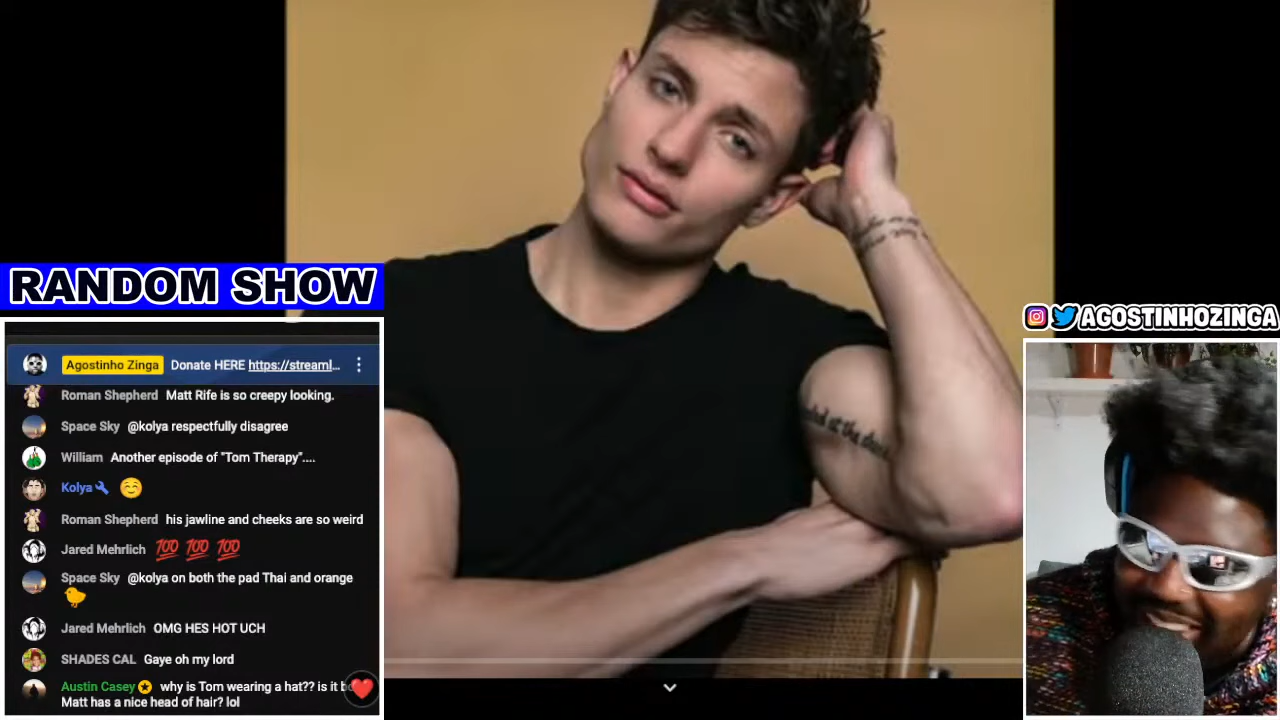 RANDOM SHOW
AGOSTINHOZINGA
Agostinho Zinga Donate HERE https://streaml...
Roman Shepherd Matt Rife is so creepy looking.
Space Sky @kolya respectfully disagree
William Another episode of "Tom Therapy"....
Kolya
Roman Shepherd his jawline and cheeks are so weird
Jared Mehrlich 💯 💯 💯
Space Sky @kolya on both the pad Thai and orange
Jared Mehrlich OMG HES HOT UCH
SHADES CAL Gaye oh my lord
Austin Casey why is Tom wearing a hat?? is it
Matt has a nice head of hair? lol
at the